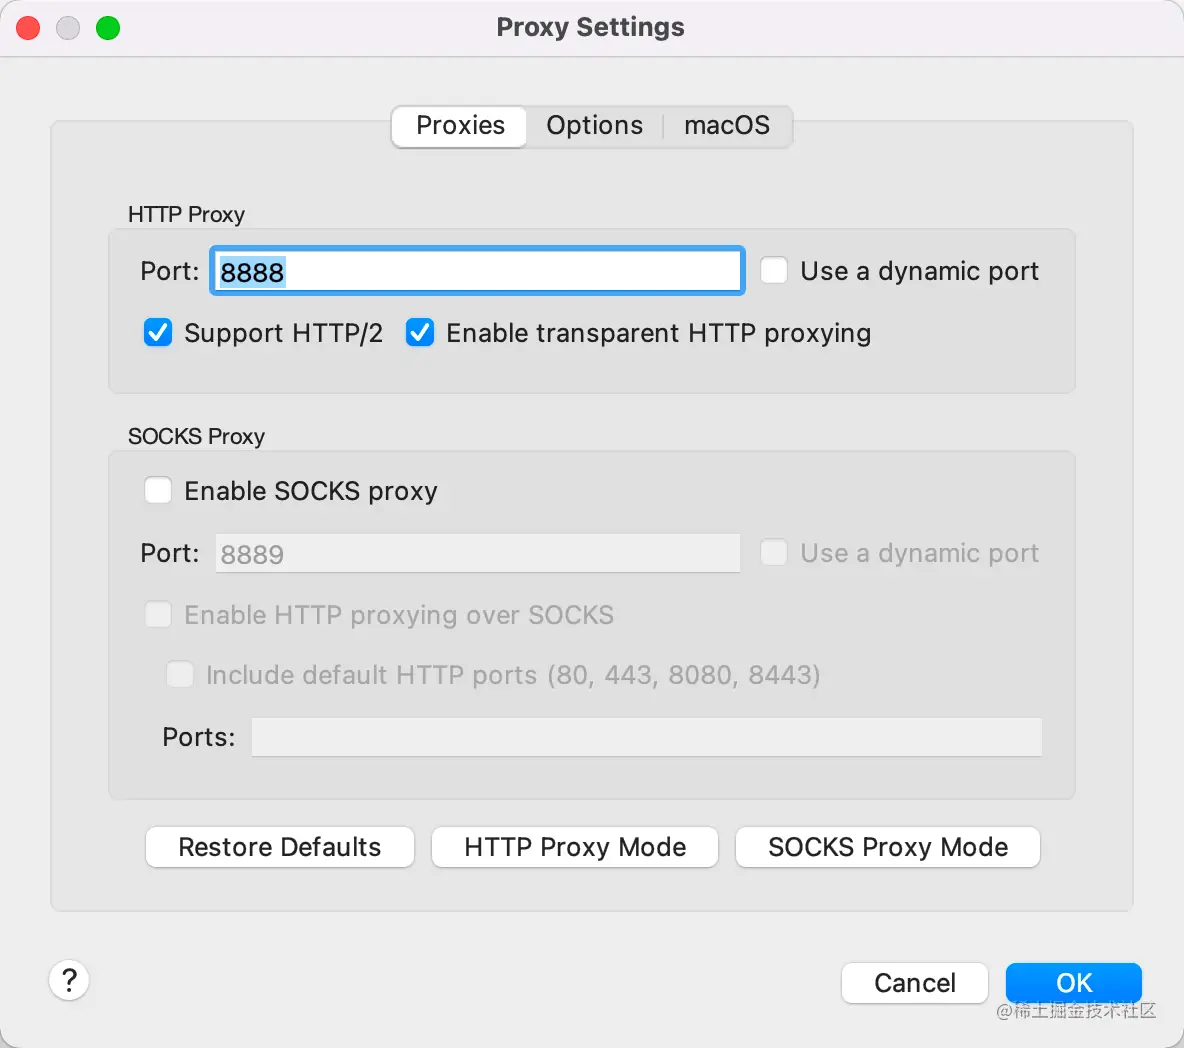 Proxy Settings
Proxies Options macOS
HTTP Proxy
Port: 8888 Use a dynamic port
Support HTTP/2 Enable transparent HTTP proxying
SOCKS Proxy
Enable SOCKS proxy
Port: 8889 Use a dynamic port
Enable HTTP proxying over SOCKS
Include default HTTP ports (80, 443, 8080, 8443)
Ports:
Restore Defaults HTTP Proxy Mode SOCKS Proxy Mode
? Cancel OK
@稀土掘金技术社区